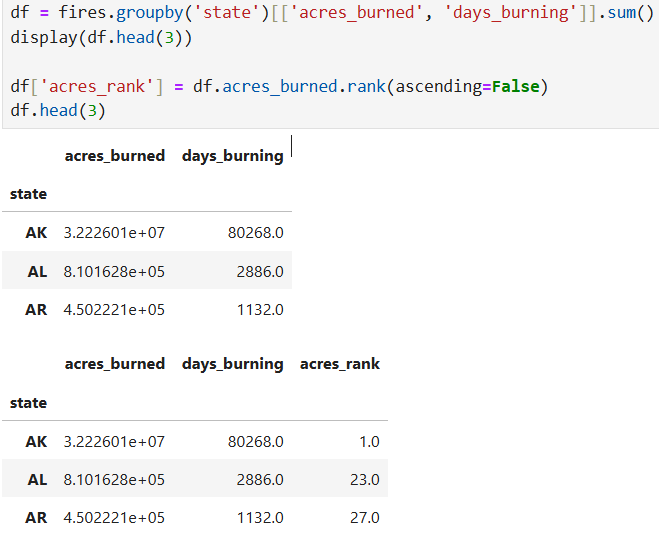 df = fires.groupby('state')[['acres_burned', 'days_burning']].sum()
display(df.head(3))
df['acres_rank'] = df.acres_burned.rank(ascending=False)
df.head(3)
acres_burned days_burning
state
AK 3.222601e+07 80268.0
AL 8.101628e+05 2886.0
AR 4.502221e+05 1132.0
acres_burned days_burning acres_rank
state
AK 3.222601e+07 80268.0 1.0
AL 8.101628e+05 2886.0 23.0
AR 4.502221e+05 1132.0 27.0